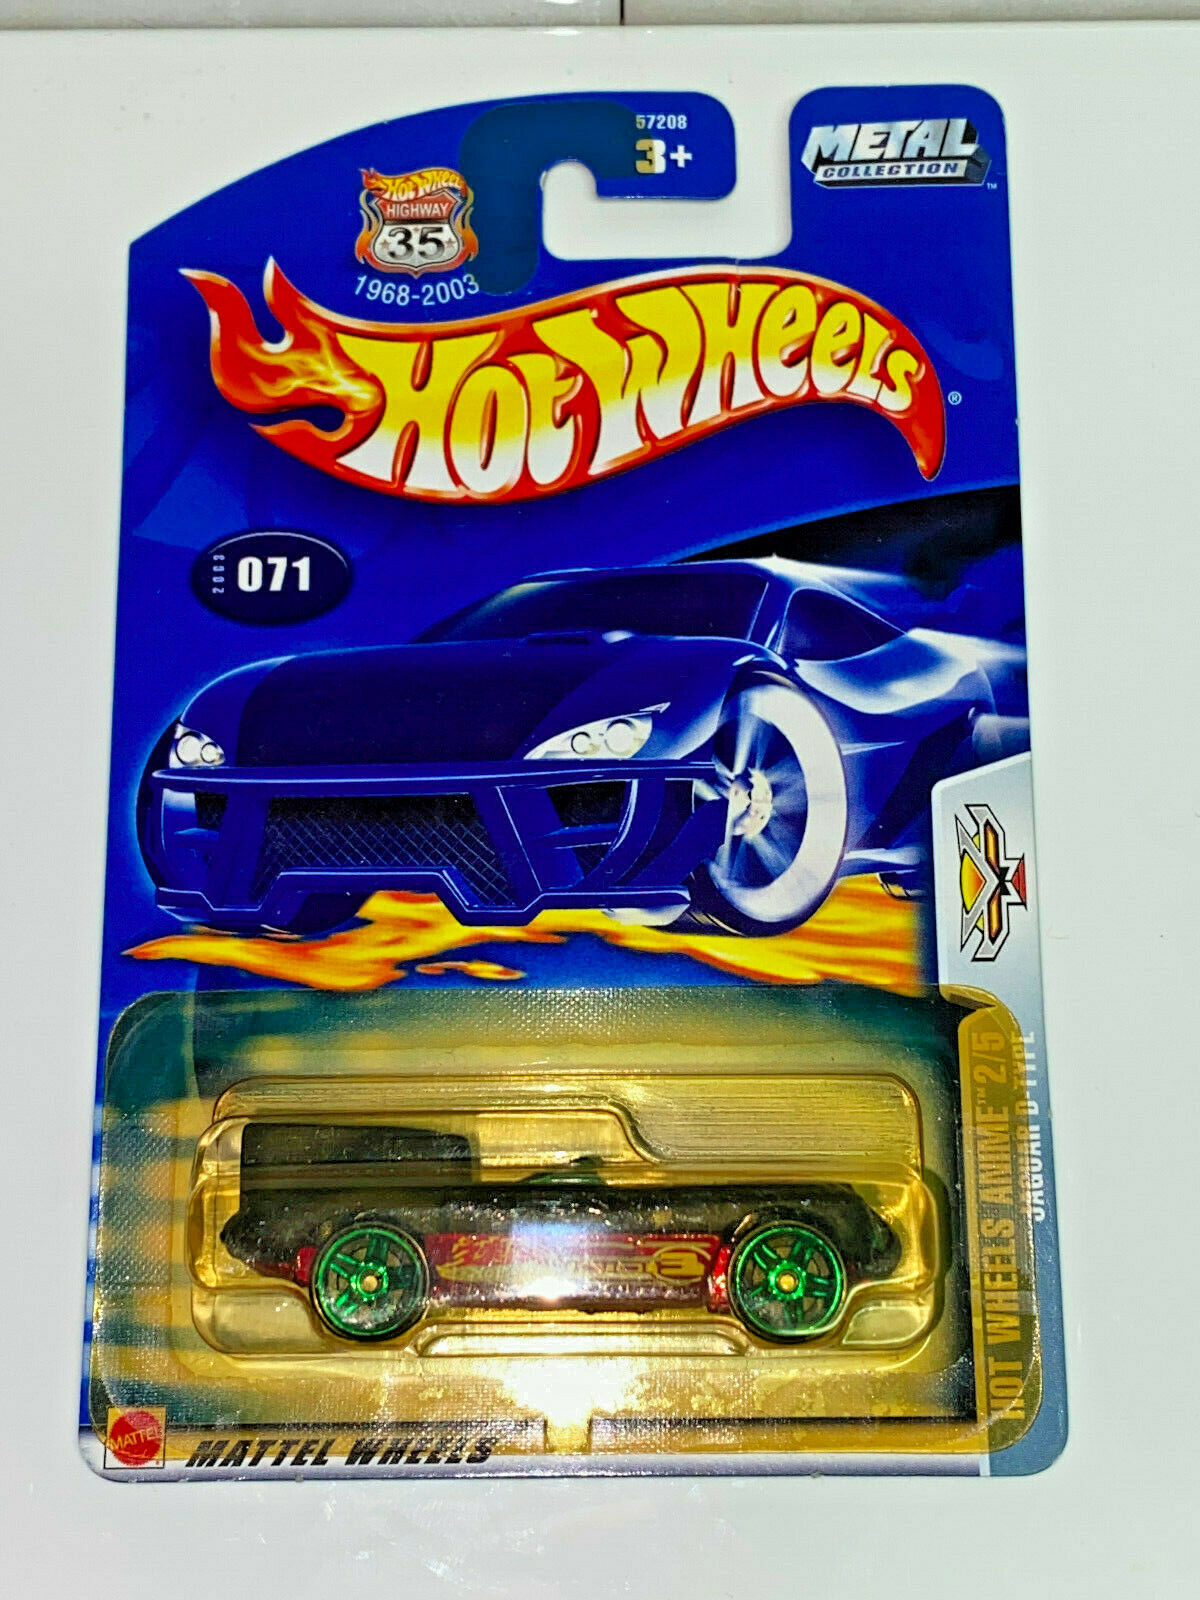 57208
3+
METAL
COLLECTION™
HOT WHEELS
HIGHWAY
35
1968-2003
HOT WHEELS®
2003
071
HOT WHEELS ANIME™ 2/5
JAGUAR D-TYPE
MATTEL
MATTEL WHEELS